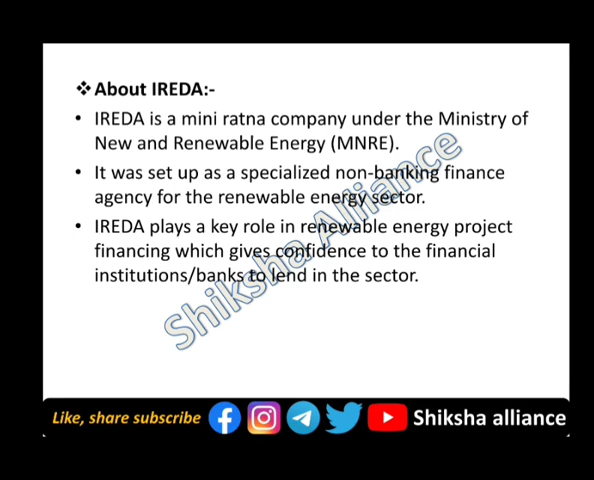 ❖About IREDA:-
• IREDA is a mini ratna company under the Ministry of
New and Renewable Energy (MNRE).
• It was set up as a specialized non-banking finance
agency for the renewable energy sector.
• IREDA plays a key role in renewable energy project
financing which gives confidence to the financial
institutions/banks to lend in the sector.
Shiksha Alliance
Like, share subscribe Shiksha alliance